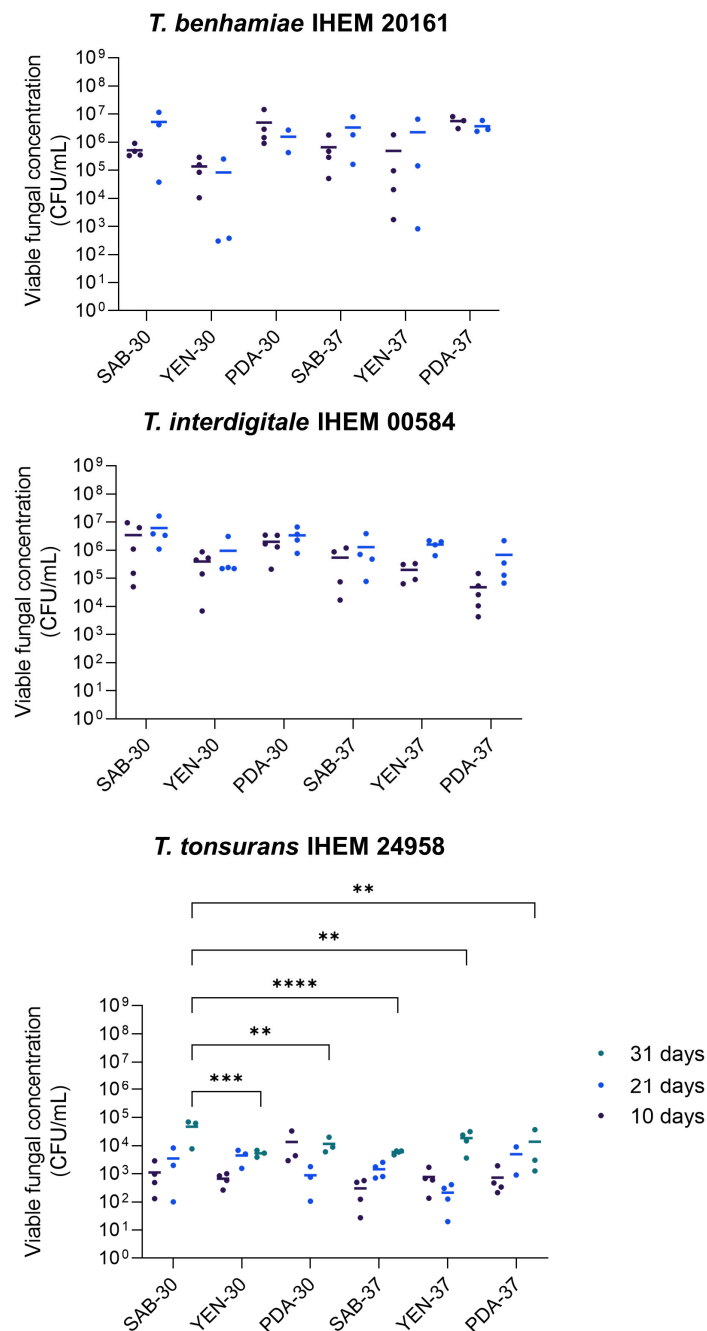 T. benhamiae IHEM 20161
Viable fungal concentration
(CFU/mL)
10⁹
10⁸
10⁷
10⁶
10⁵
10⁴
10³
10²
10¹
10⁰
SAB-30
YEN-30
PDA-30
SAB-37
YEN-37
PDA-37
T. interdigitale IHEM 00584
Viable fungal concentration
(CFU/mL)
10⁹
10⁸
10⁷
10⁶
10⁵
10⁴
10³
10²
10¹
10⁰
SAB-30
YEN-30
PDA-30
SAB-37
YEN-37
PDA-37
T. tonsurans IHEM 24958
**
**
****
**
***
Viable fungal concentration
(CFU/mL)
10⁹
10⁸
10⁷
10⁶
10⁵
10⁴
10³
10²
10¹
10⁰
SAB-30
YEN-30
PDA-30
SAB-37
YEN-37
PDA-37
31 days
21 days
10 days